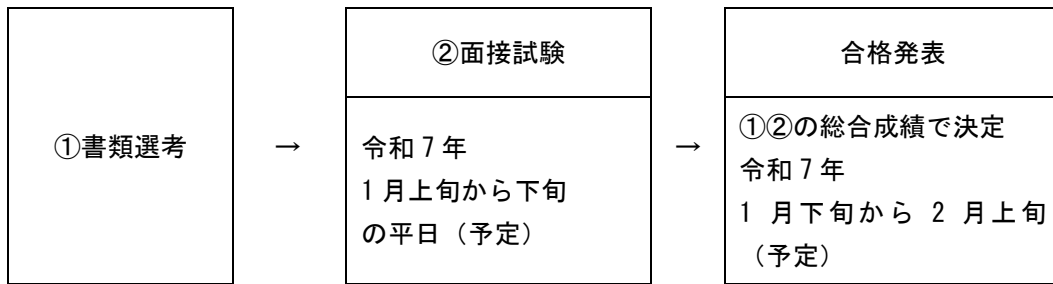 ①書類選考
→
②面接試験
令和7年
1月上旬から下旬
の平日（予定）
→
合格発表
①②の総合成績で決定
令和7年
1 月下旬から 2 月上旬
（予定）